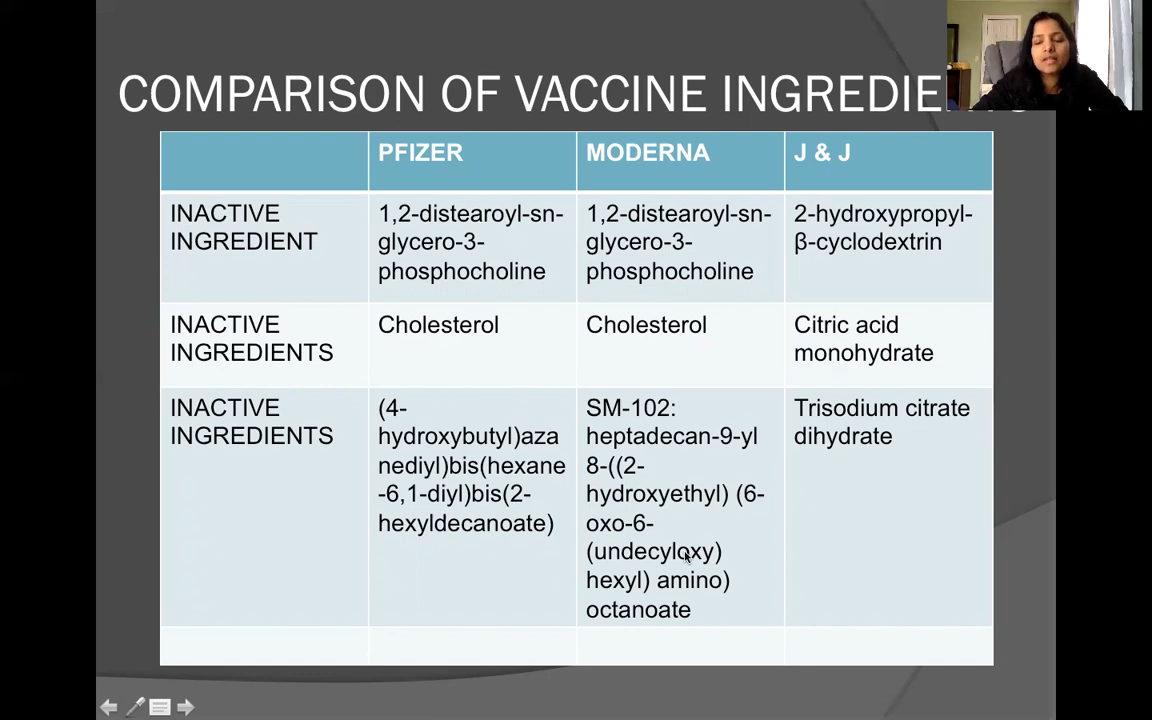 COMPARISON OF VACCINE
PFIZER
MODERNA
J & J
INACTIVE
INGREDIENT
1,2-distearoyl-sn-
glycero-3-
phosphocholine
1,2-distearoyl-sn-
glycero-3-
phosphocholine
2-hydroxypropyl-
β-cyclodextrin
INACTIVE
INGREDIENTS
Cholesterol
Cholesterol
Citric acid
monohydrate
INACTIVE
INGREDIENTS
(4-
hydroxybutyl)aza
nediyl)bis(hexane
-6,1-diyl)bis(2-
hexyldecanoate)
SM-102:
heptadecan-9-yl
8-((2-
hydroxyethyl) (6-
oxo-6-
(undecyloxy)
hexyl) amino)
octanoate
Trisodium citrate
dihydrate